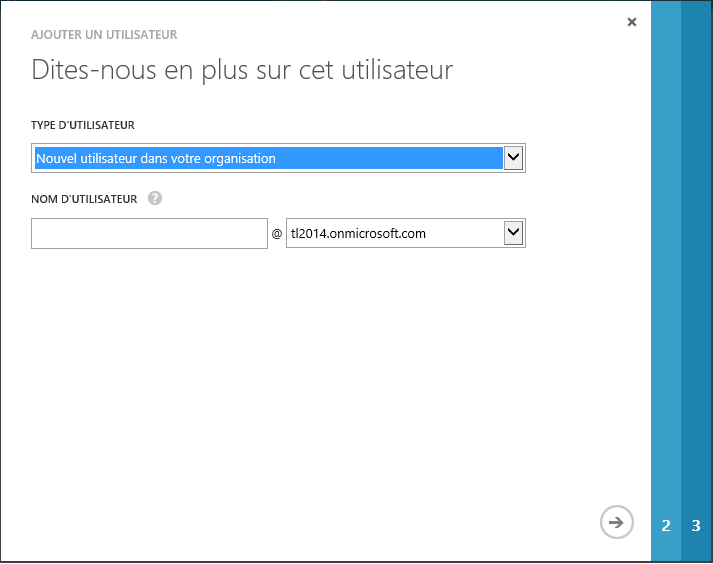 AJOUTER UN UTILISATEUR
Dites-nous en plus sur cet utilisateur
TYPE D'UTILISATEUR
Nouvel utilisateur dans votre organisation
NOM D'UTILISATEUR ?
@ tl2014.onmicrosoft.com
2 3